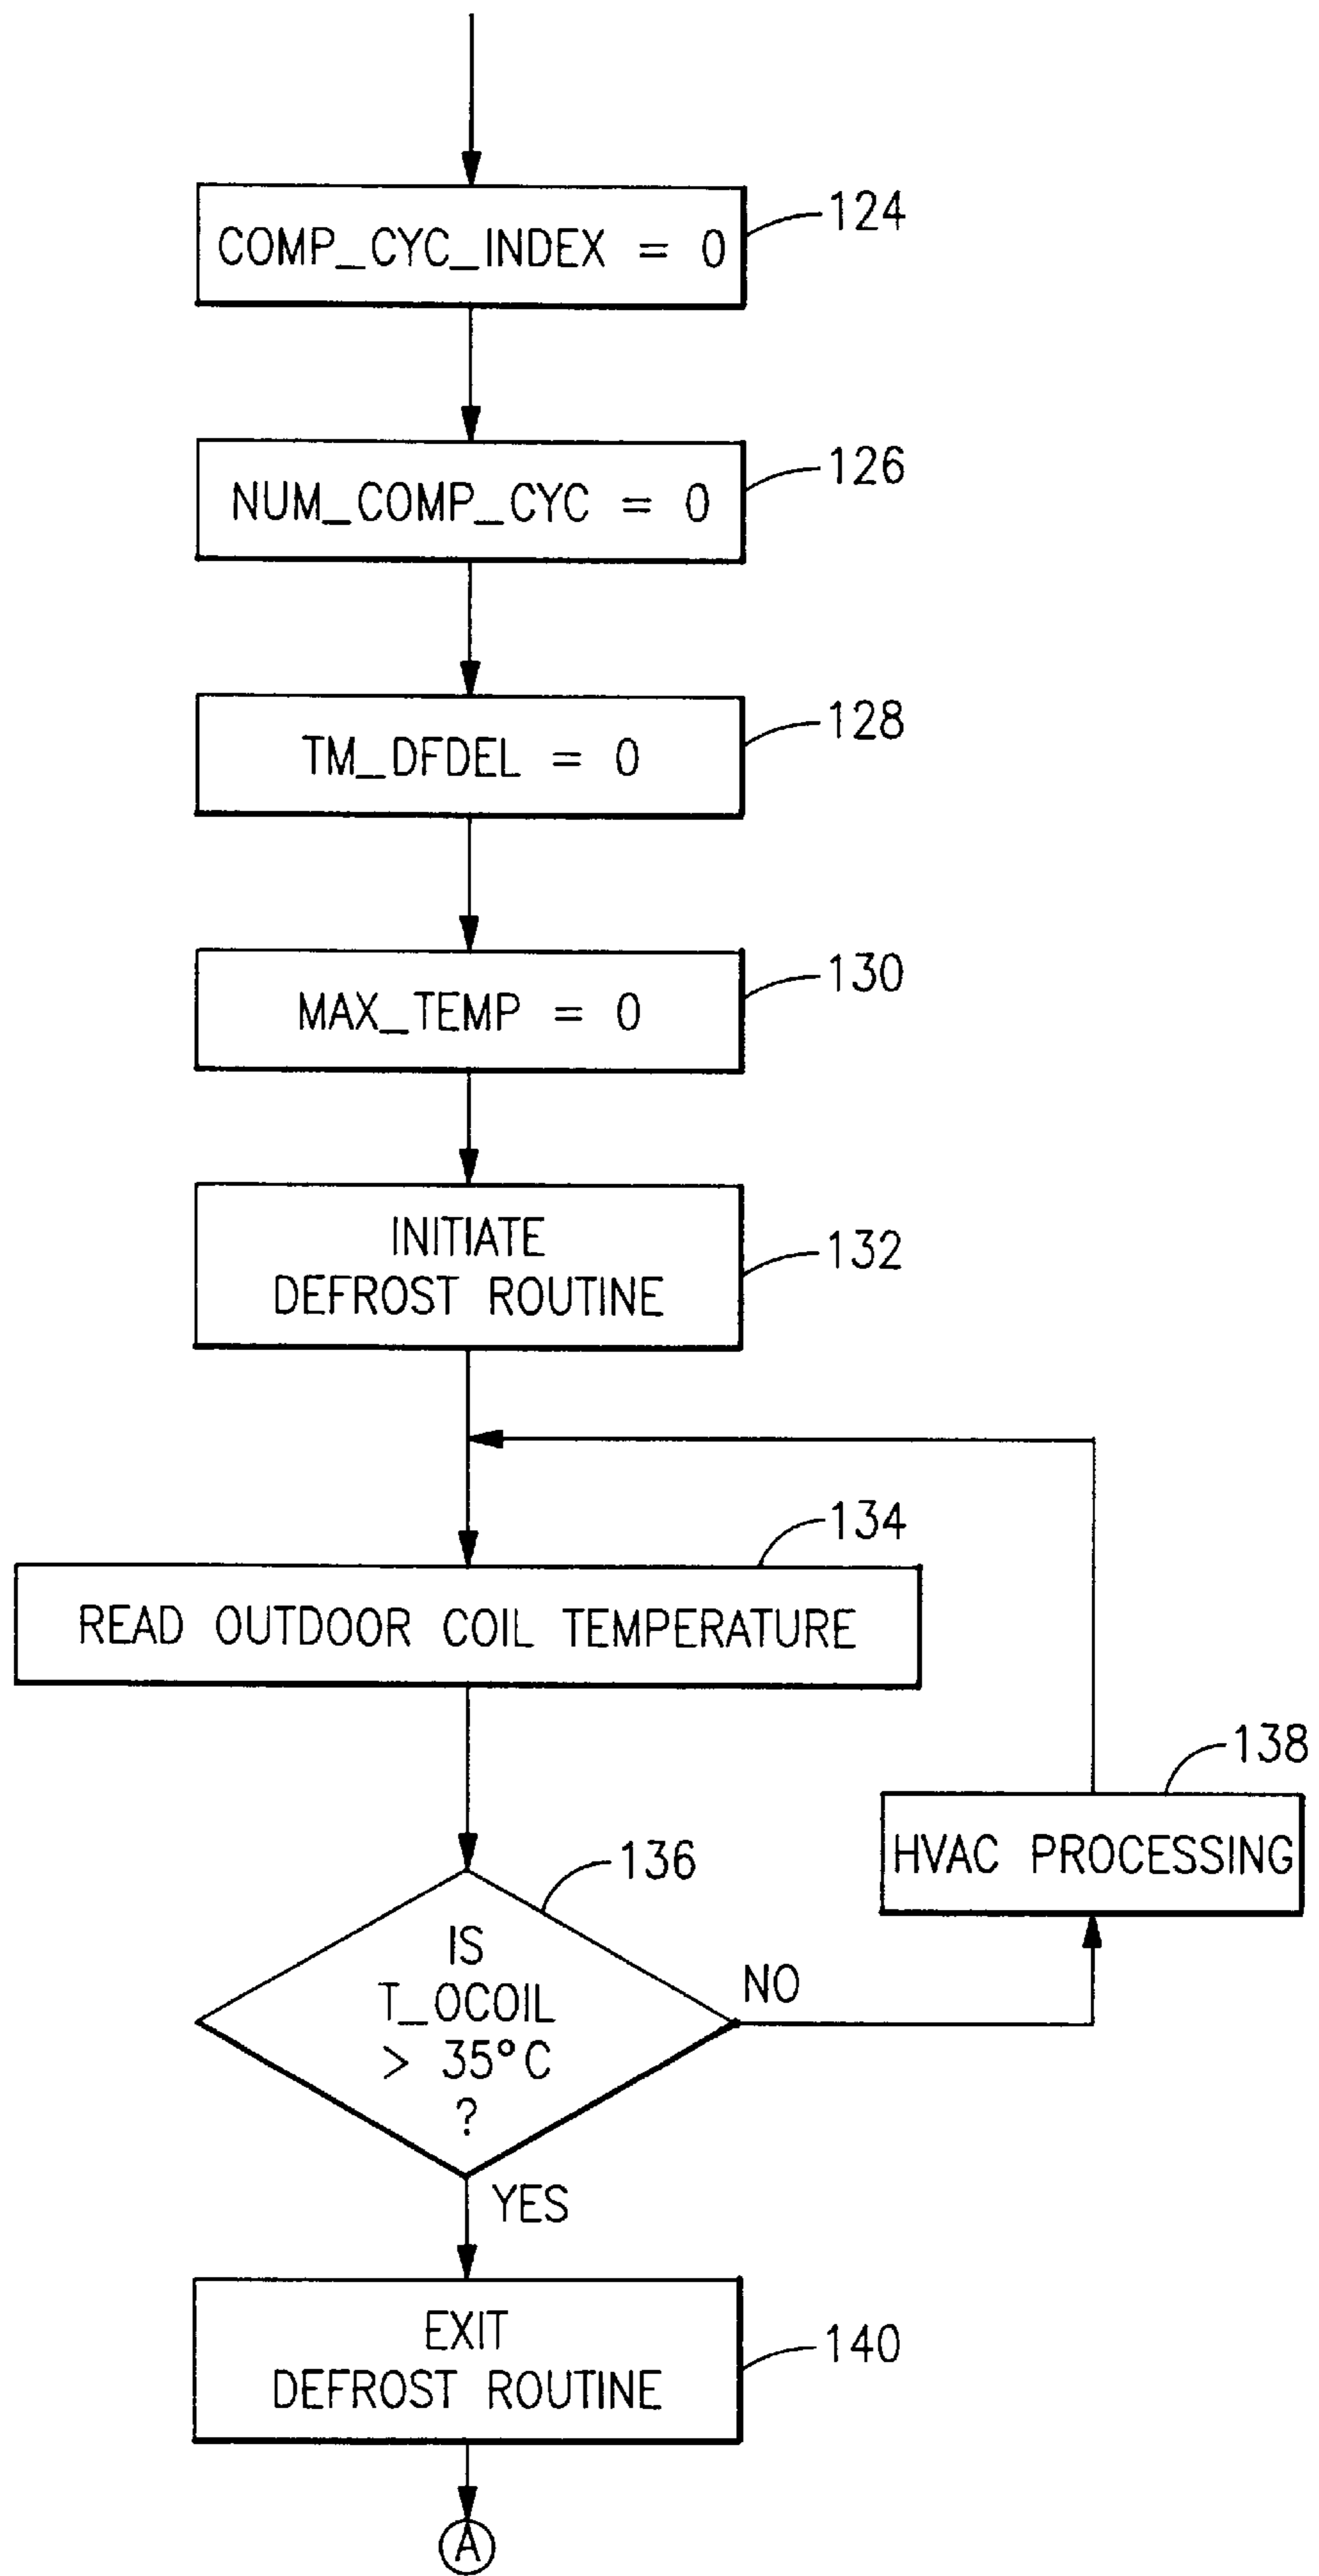 COMP_CYC_INDEX = 0
124
NUM_COMP_CYC = 0
126
TM_DFDEL = 0
128
MAX_TEMP = 0
130
INITIATE
DEFROST ROUTINE
132
134
READ OUTDOOR COIL TEMPERATURE
138
HVAC PROCESSING
136
IS
T_OCOIL
> 35°C
?
NO
YES
EXIT
DEFROST ROUTINE
140
A